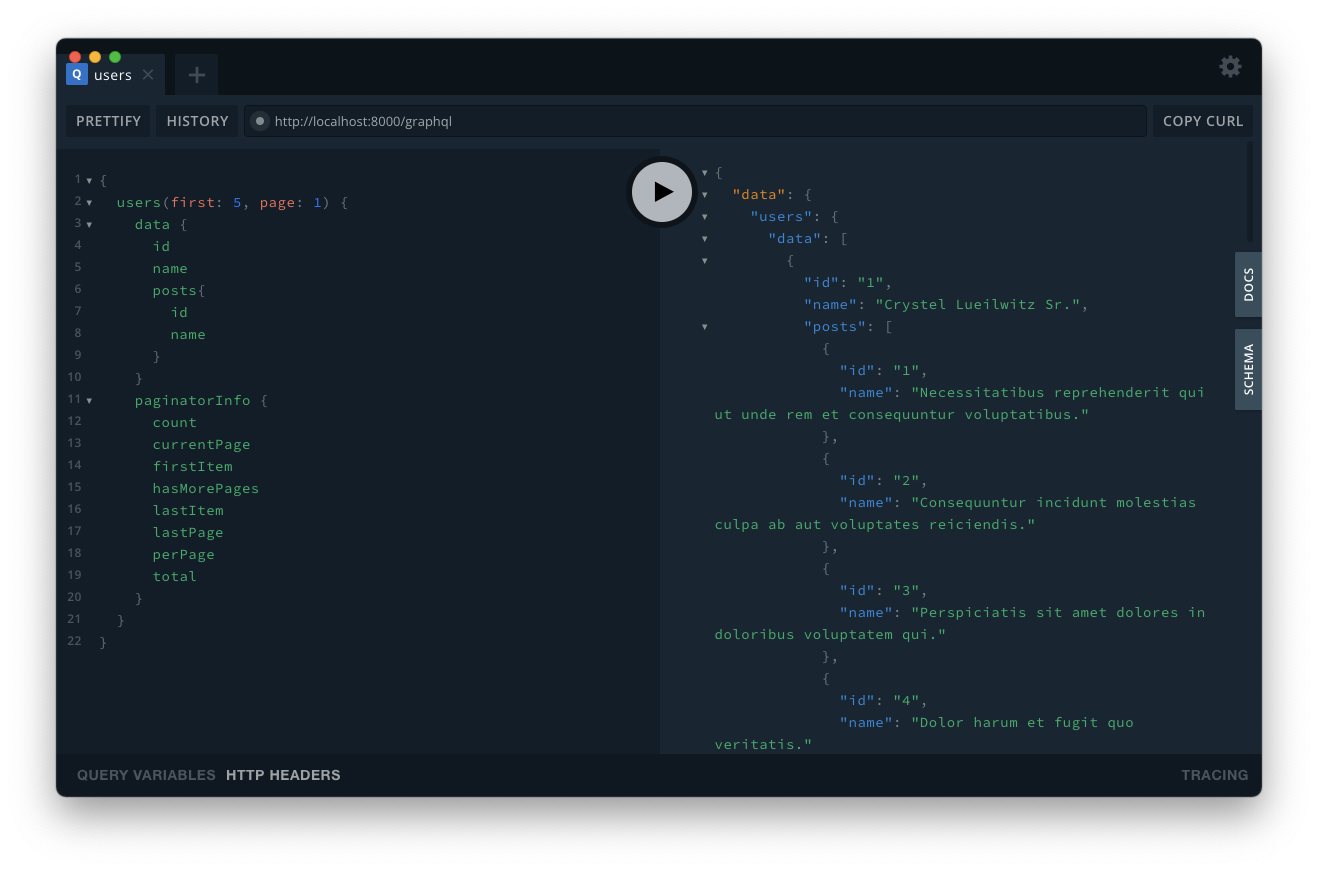 Q users
PRETTIFY HISTORY http://localhost:8000/graphql COPY CURL
1 {
2 users(first: 5, page: 1) {
3 data {
4 id
5 name
6 posts{
7 id
8 name
9 }
10 }
11 paginatorInfo {
12 count
13 currentPage
14 firstItem
15 hasMorePages
16 lastItem
17 lastPage
18 perPage
19 total
20 }
21 }
22 }
{
"data": {
"users": {
"data": [
{
"id": "1",
"name": "Crystel Lueilwitz Sr.",
"posts": [
{
"id": "1",
"name": "Necessitatibus reprehenderit qui
ut unde rem et consequuntur voluptatibus."
},
{
"id": "2",
"name": "Consequuntur incidunt molestias
culpa ab aut voluptates reiciendis."
},
{
"id": "3",
"name": "Perspiciatis sit amet dolores in
doloribus voluptatem qui."
},
{
"id": "4",
"name": "Dolor harum et fugit quo
veritatis."
DOCS
SCHEMA
QUERY VARIABLES HTTP HEADERS TRACING